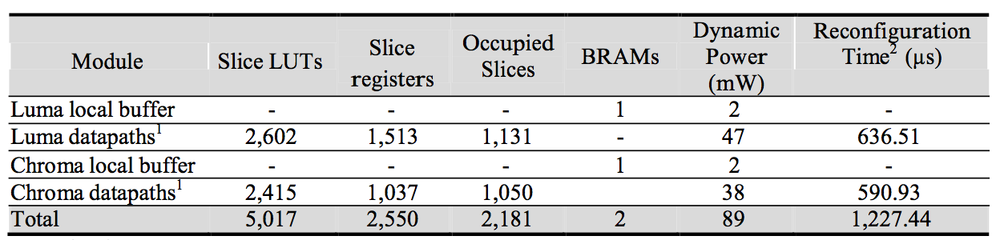 Module Slice LUTs Slice registers Occupied Slices BRAMs Dynamic Power (mW) Reconfiguration Time² (µs)
Luma local buffer - - - 1 2 -
Luma datapaths¹ 2,602 1,513 1,131 - 47 636.51
Chroma local buffer - - - 1 2 -
Chroma datapaths¹ 2,415 1,037 1,050 38 590.93
Total 5,017 2,550 2,181 2 89 1,227.44